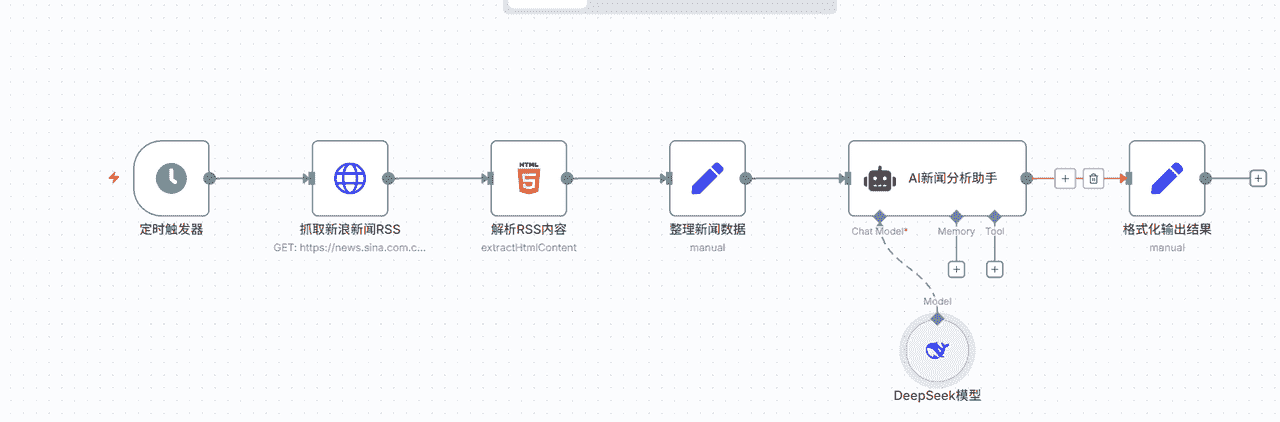 HTML
AI新闻分析助手
定时触发器
抓取新浪新闻RSS
GET: https://news.sina.com.c...
解析RSS内容
extractHtmlContent
整理新闻数据
manual
Chat Model*
Memory
Tool
格式化输出结果
manual
Model
DeepSeek模型